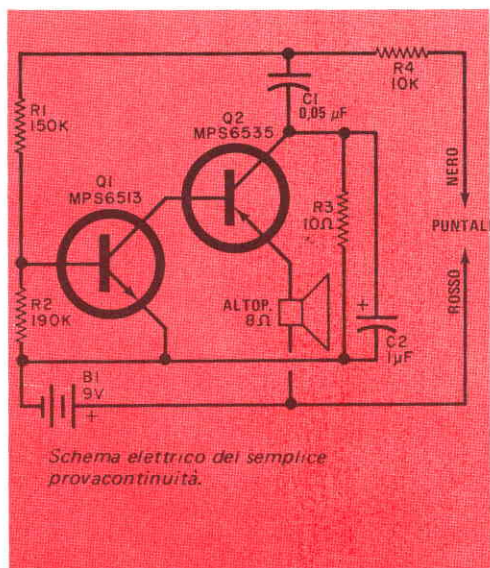 R4
10K
C1
0,05 µF
R1
150K
Q2
MPS6535
Q1
MPS6513
NERO
R3
10Ω
PUNTALI
ROSSO
ALTOP.
8Ω
R2
190K
+
C2
1µF
B1
9V
+
Schema elettrico del semplice
provacontinuità.